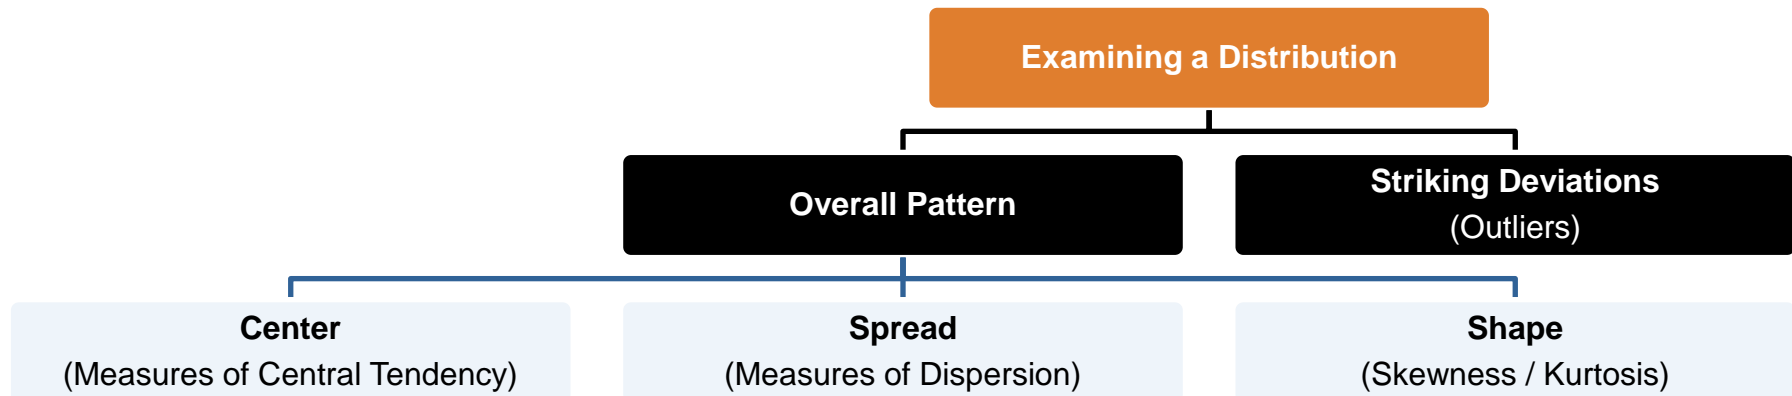 Examining a Distribution
Overall Pattern
Striking Deviations
(Outliers)
Center
(Measures of Central Tendency)
Spread
(Measures of Dispersion)
Shape
(Skewness / Kurtosis)